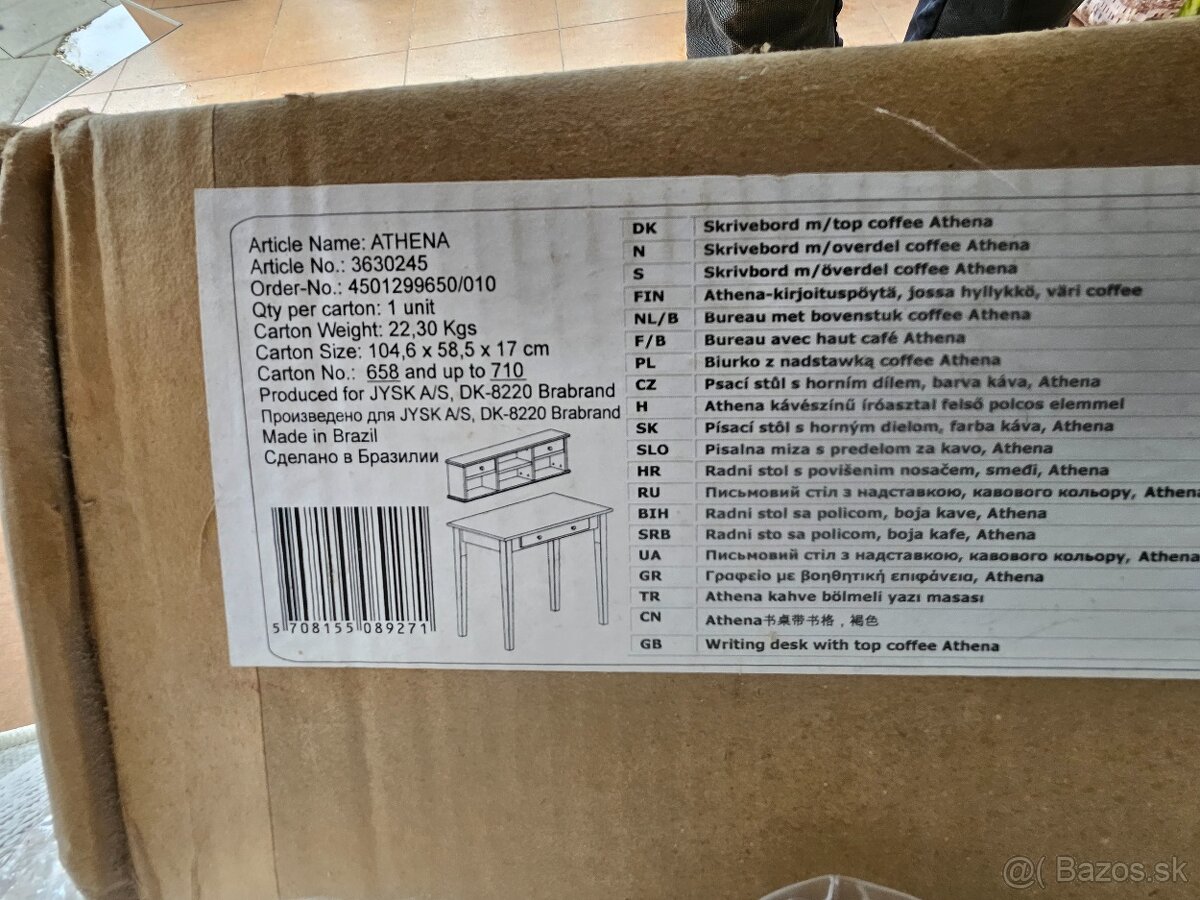 Article Name: ATHENA
Article No.: 3630245
Order-No.: 4501299650/010
Qty per carton: 1 unit
Carton Weight: 22,30 Kgs
Carton Size: 104,6 x 58,5 x 17 cm
Carton No.: 658 and up to 710
Produced for JYSK A/S, DK-8220 Brabrand
Произведено для JYSK A/S, DK-8220 Brabrand
Made in Brazil
Сделано в Бразилии
5 708155 089271
DK Skrivebord m/top coffee Athena
N Skrivebord m/overdel coffee Athena
S Skrivbord m/överdel coffee Athena
FIN Athena-kirjoituspöytä, jossa hyllykkö, väri coffee
NL/B Bureau met bovenstuk coffee Athena
F/B Bureau avec haut café Athena
PL Biurko z nadstawką coffee Athena
CZ Psací stůl s horním dílem, barva káva, Athena
H Athena kávészínű íróasztal felső polcos elemmel
SK Písací stôl s horným dielom, farba káva, Athena
SLO Pisalna miza s predelom za kavo, Athena
HR Radni stol s povišenim nosačem, smeđi, Athena
RU Письмовий стіл з надставкою, кавового кольору, Athena
BIH Radni stol sa policom, boja kave, Athena
SRB Radni sto sa policom, boja kafe, Athena
UA Письмовий стіл з надставкою, кавового кольору, Athena
GR Γραφείο με βοηθητική επιφάνεια, Athena
TR Athena kahve bölmeli yazı masası
CN Athena书桌带书格，褐色
GB Writing desk with top coffee Athena
@( Bazos.sk